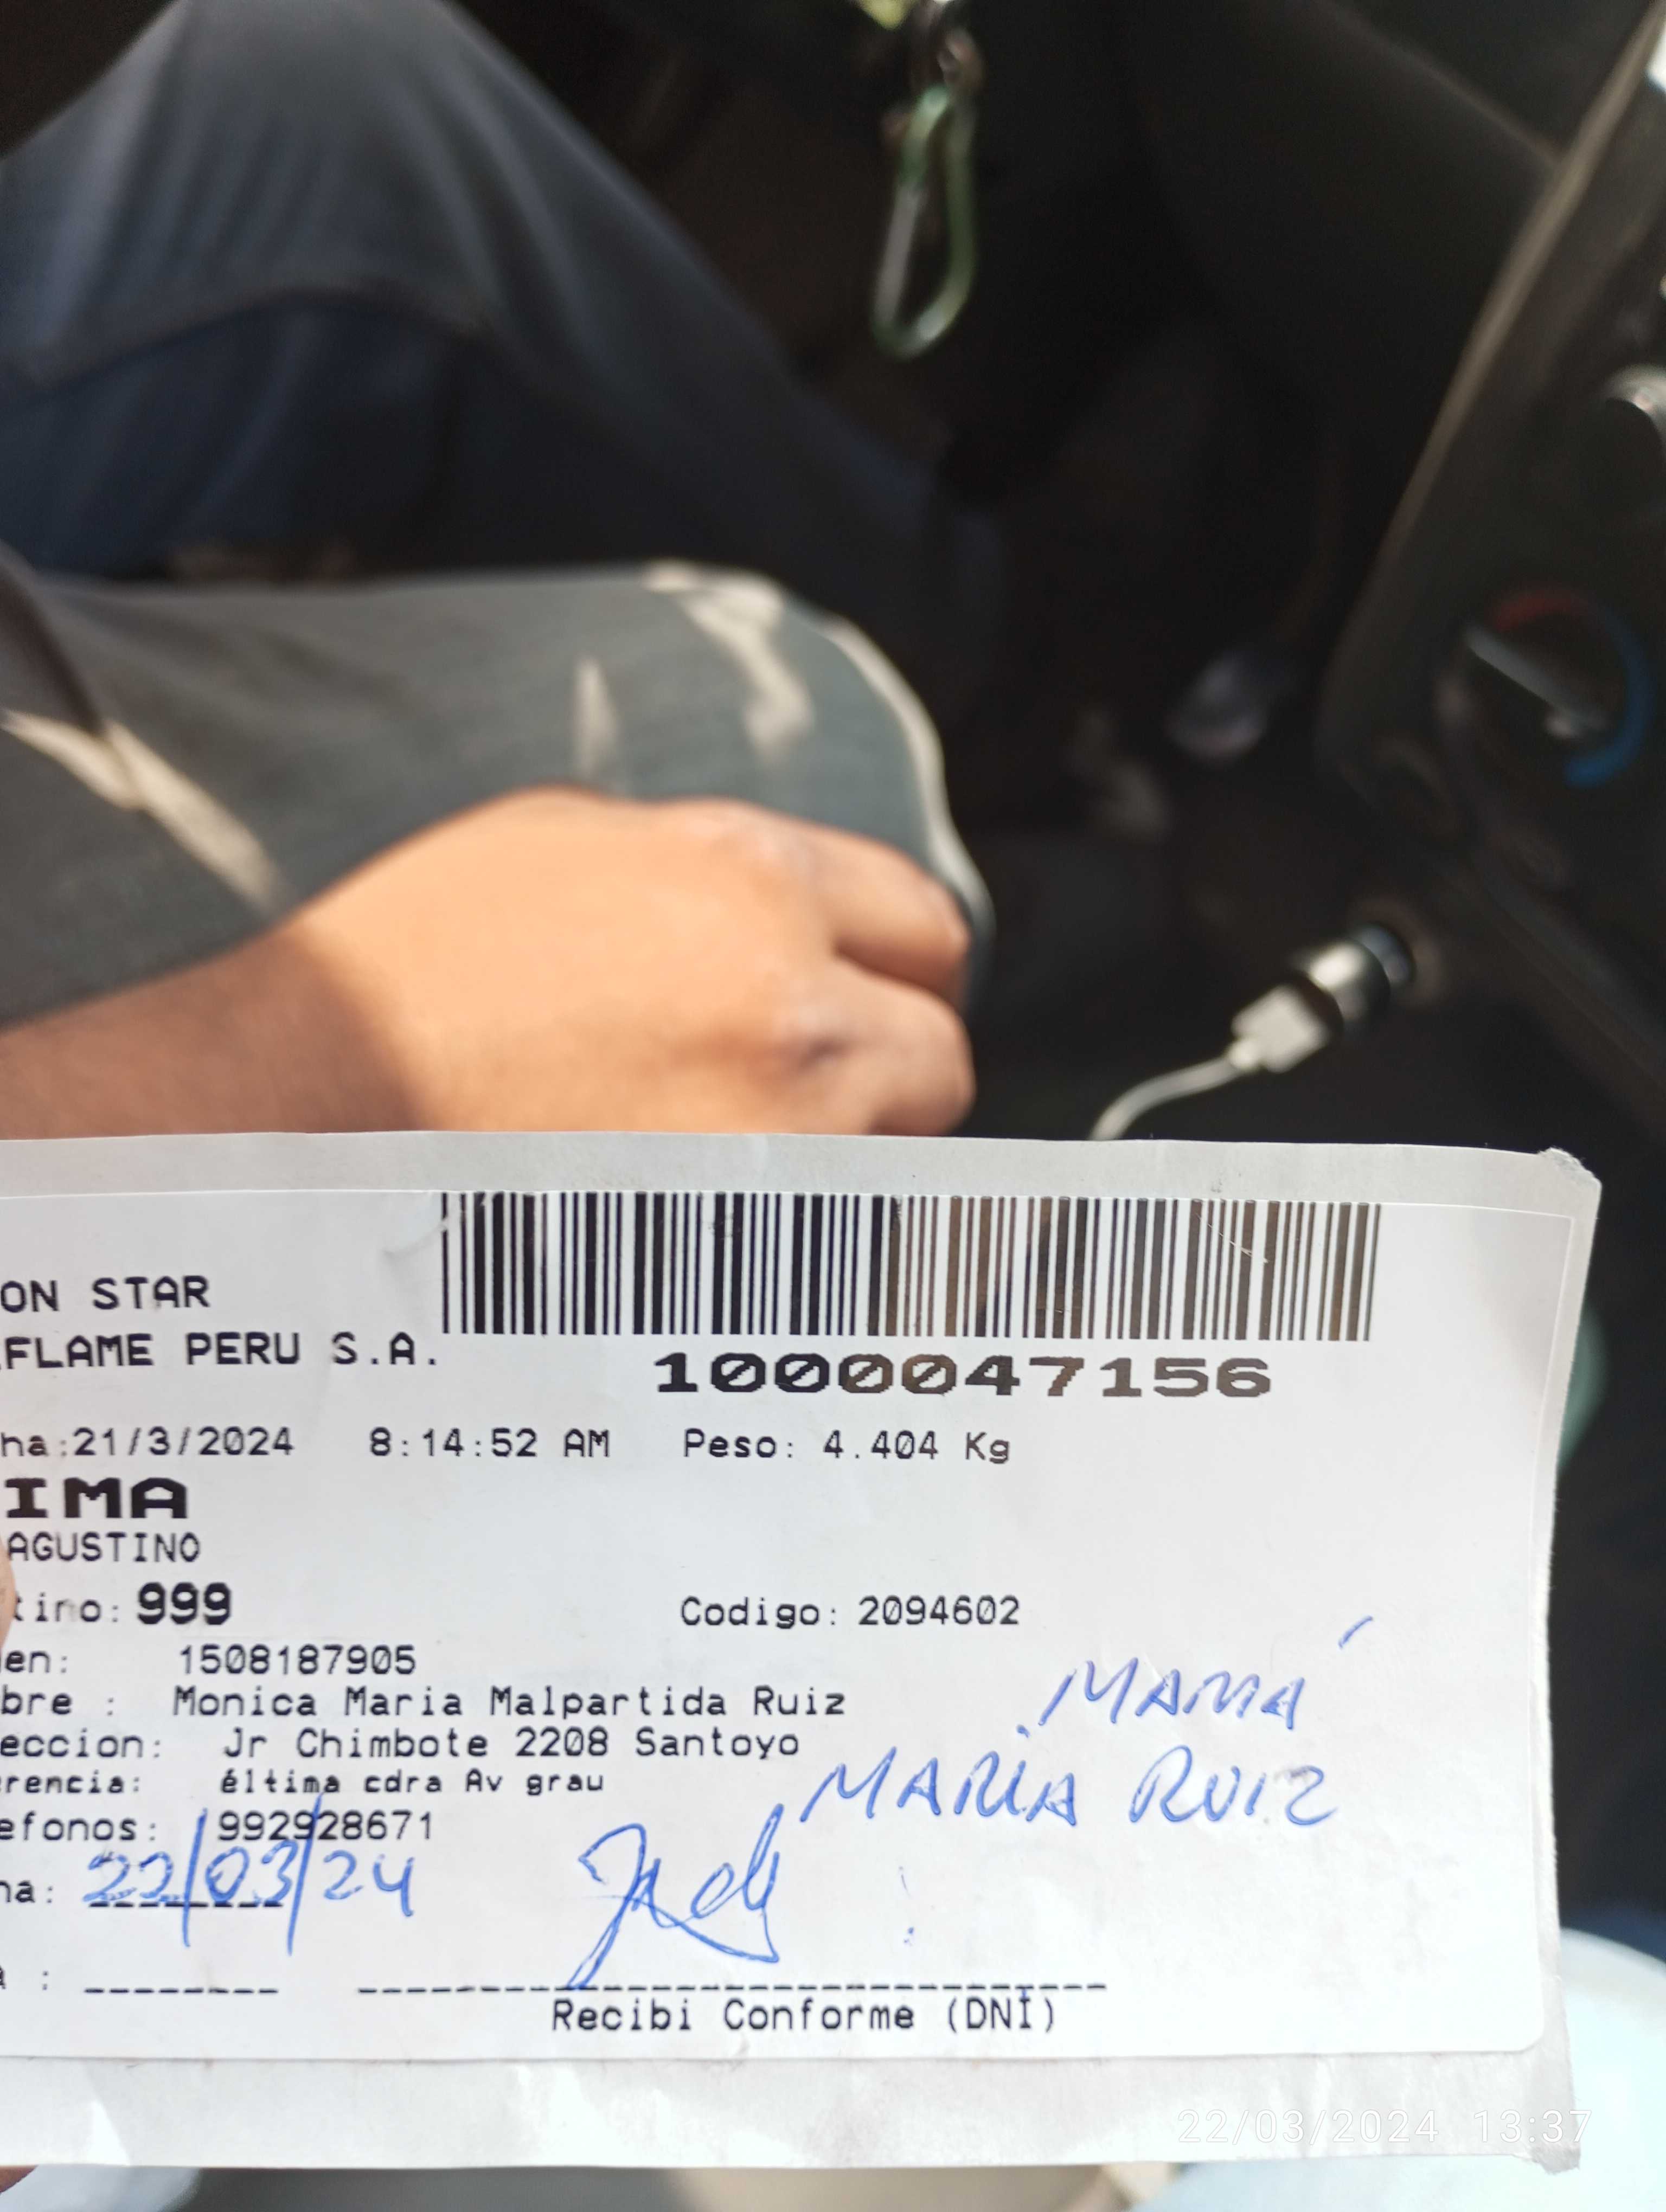 ON STAR
FLAME PERU S.A.
1000047156
ha:21/3/2024 8:14:52 AM Peso: 4.404 Kg
IMA
AGUSTINO
tino: 999 Codigo: 2094602
en: 1508187905
bre : Monica Maria Malpartida Ruiz
eccion: Jr Chimbote 2208 Santoyo
rencia: éltima cdra Av grau
efonos: 992928671
MAMÁ
MARÍA RUIZ
ha: 22/03/24
a :
Recibi Conforme (DNI)
22/03/2024 13:37